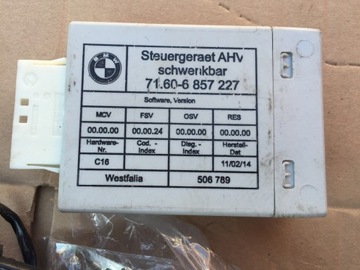 BMW
Steuergeraet AHV
schwenkbar
71.60-6 857 227
Software, Version
MCV FSV OSV RES
00.00.00 00.00.24 00.00.00 00.00.00
Hardware- Cod. - Diag. - Herstell-
Nr. Index Index Dat
C16 11/02/14
Westfalia 506 789